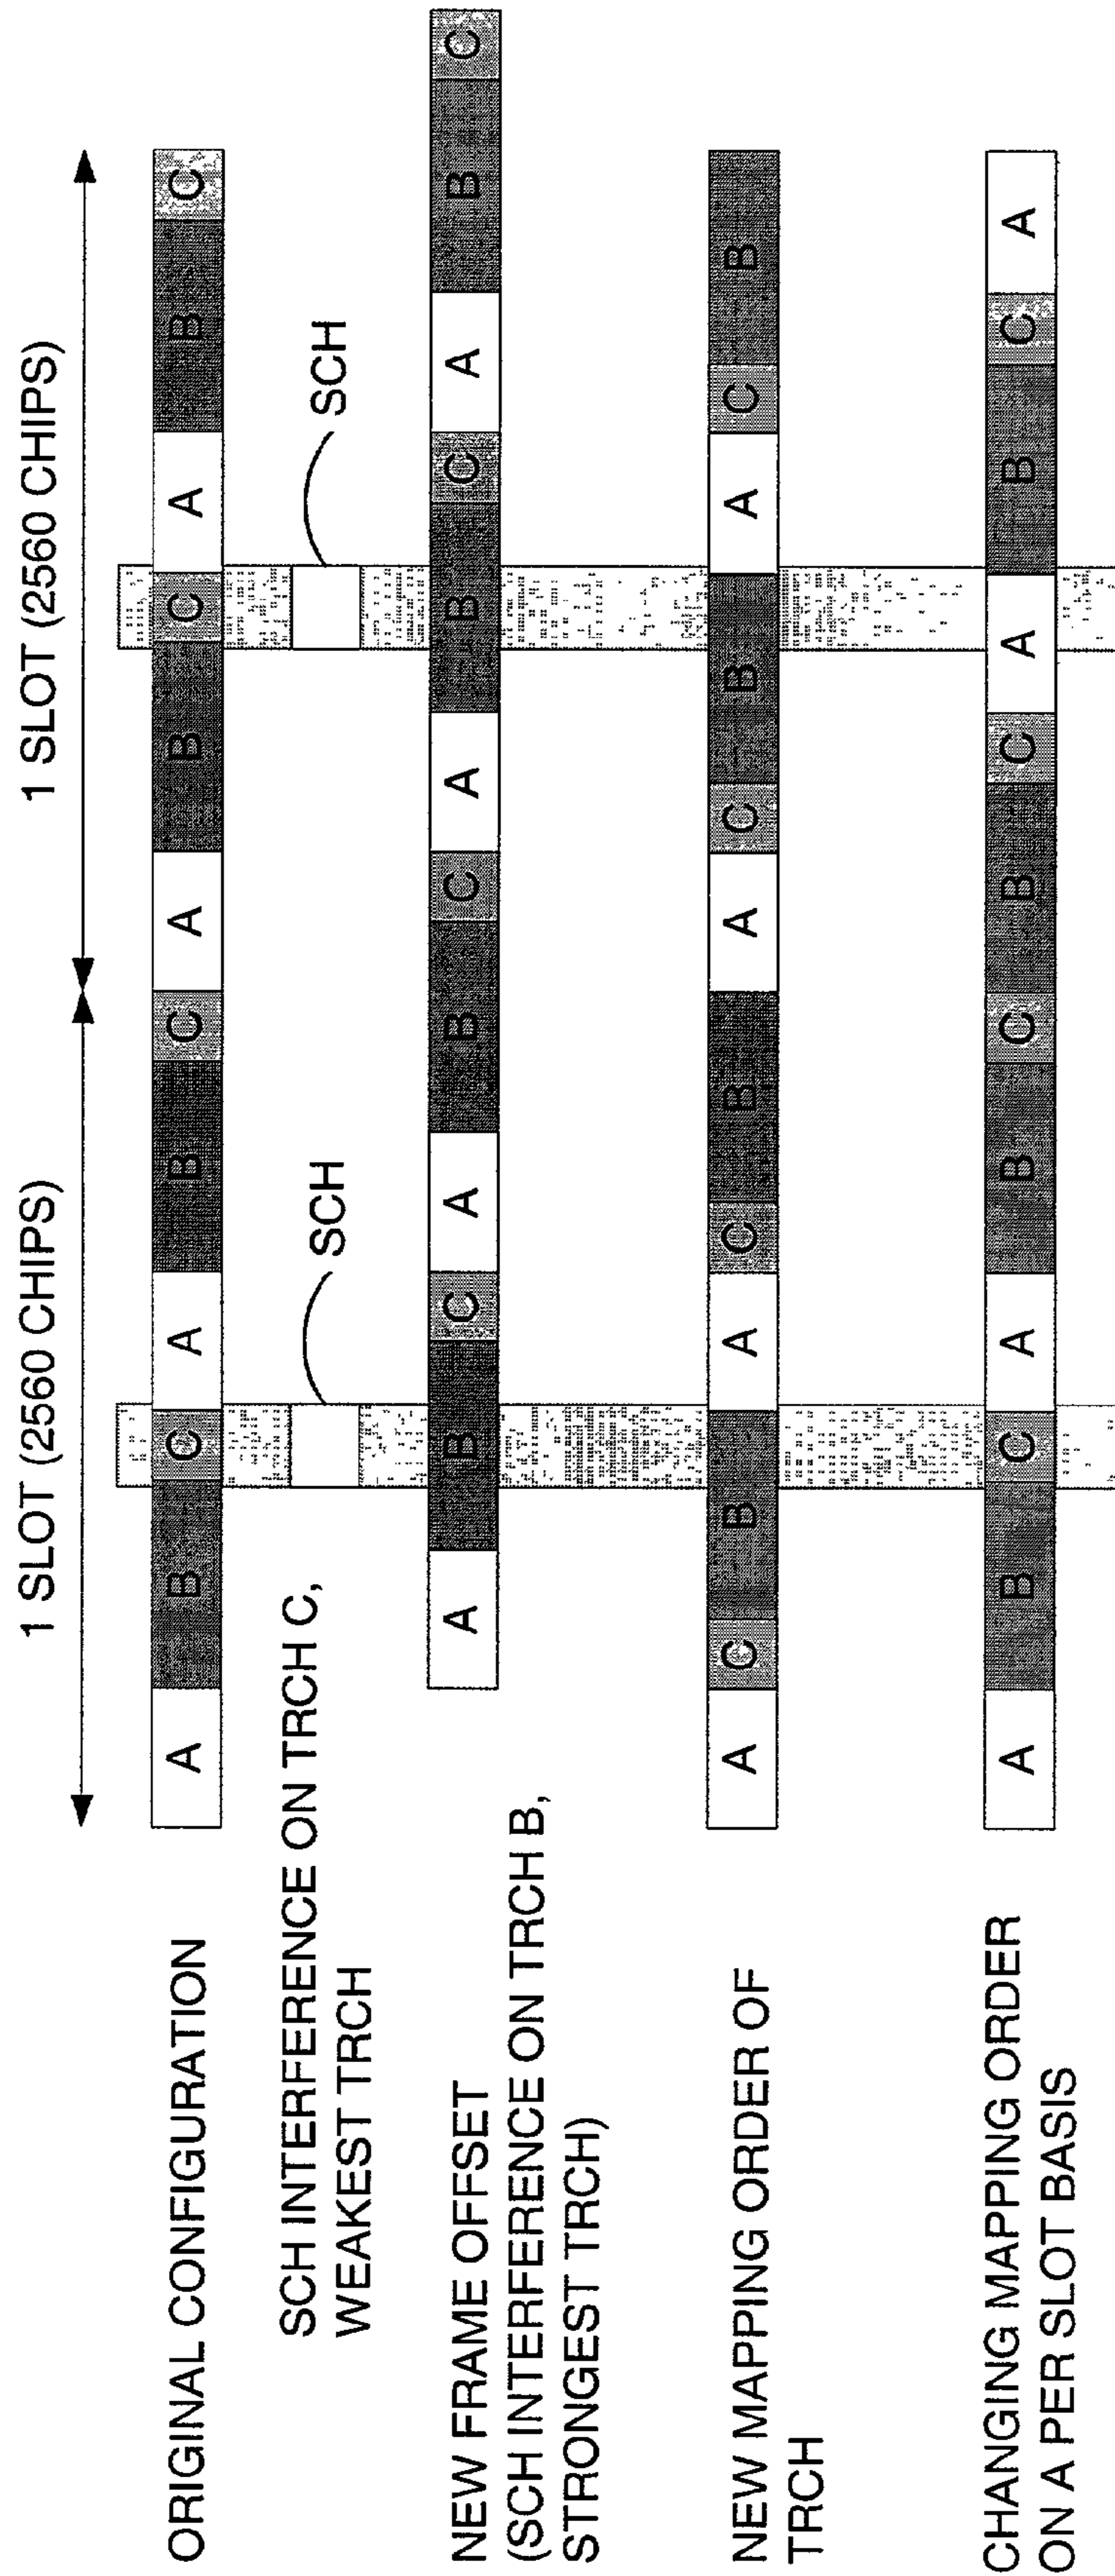 1 SLOT (2560 CHIPS) 1 SLOT (2560 CHIPS)
ORIGINAL CONFIGURATION A B C A B C A B C A B C
SCH INTERFERENCE ON TRCH C, SCH SCH
WEAKEST TRCH
NEW FRAME OFFSET A B C A B C A B C A B C
(SCH INTERFERENCE ON TRCH B,
STRONGEST TRCH)
NEW MAPPING ORDER OF A C B A C B A C B A C B
TRCH
CHANGING MAPPING ORDER A B C A B C B C A B C A
ON A PER SLOT BASIS